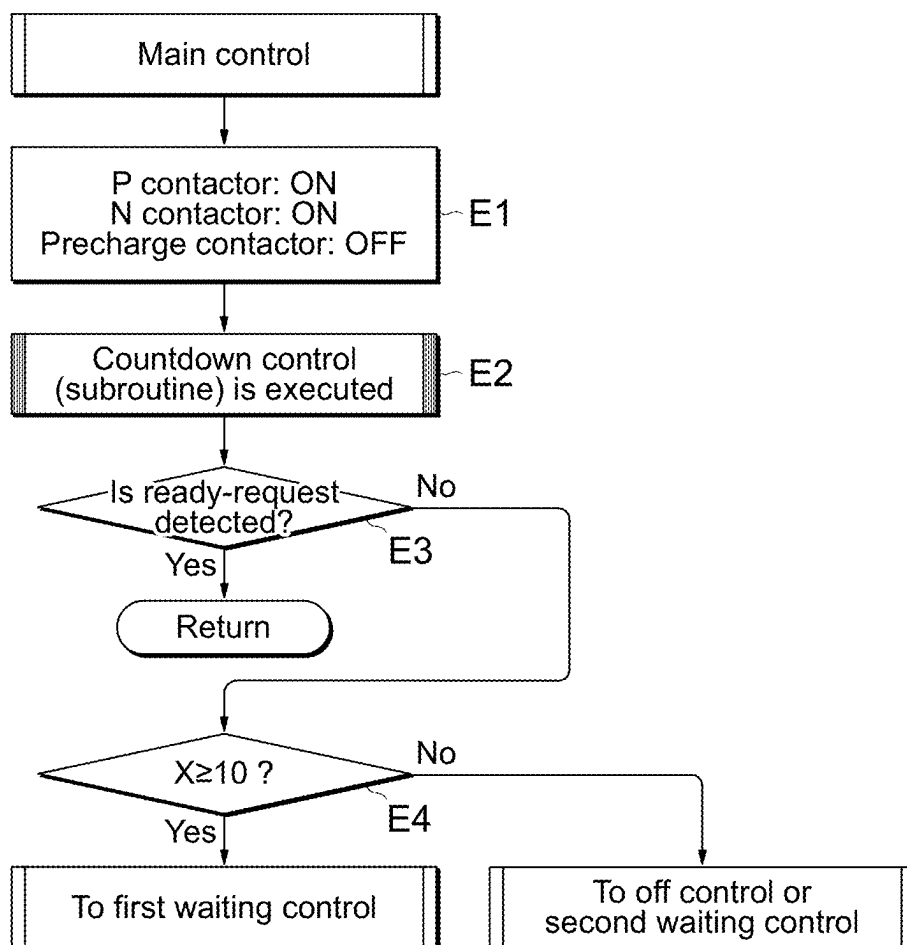 Main control
P contactor: ON
N contactor: ON
Precharge contactor: OFF
E1
Countdown control
(subroutine) is executed
E2
Is ready-request
detected?
No
E3
Yes
Return
X≥10 ?
No
E4
Yes
To first waiting control
To off control or
second waiting control